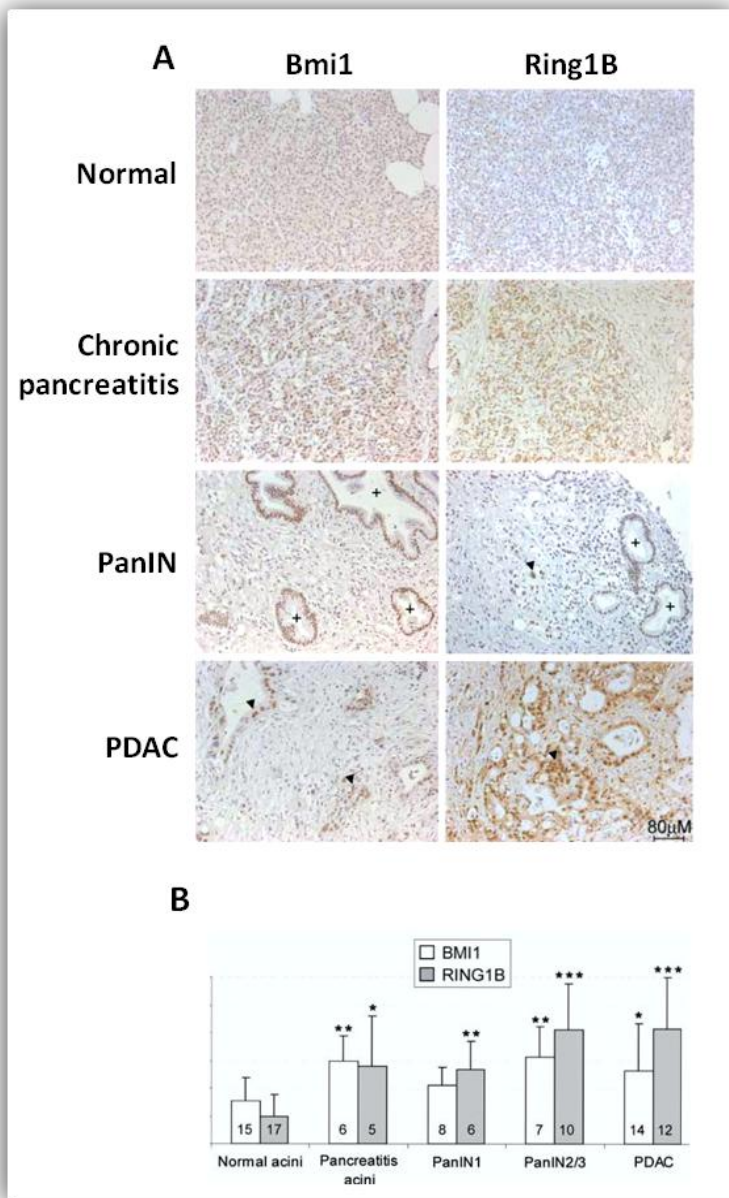 A
Bmi1 Ring1B
Normal
Chronic
pancreatitis
+
+ +
+
+
PanIN
PDAC
80µM
B
BMI1
RING1B
** * ** ** *** * ***
15 17 6 5 8 6 7 10 14 12
Normal acini Pancreatitis PanIN1 PanIN2/3 PDAC
acini